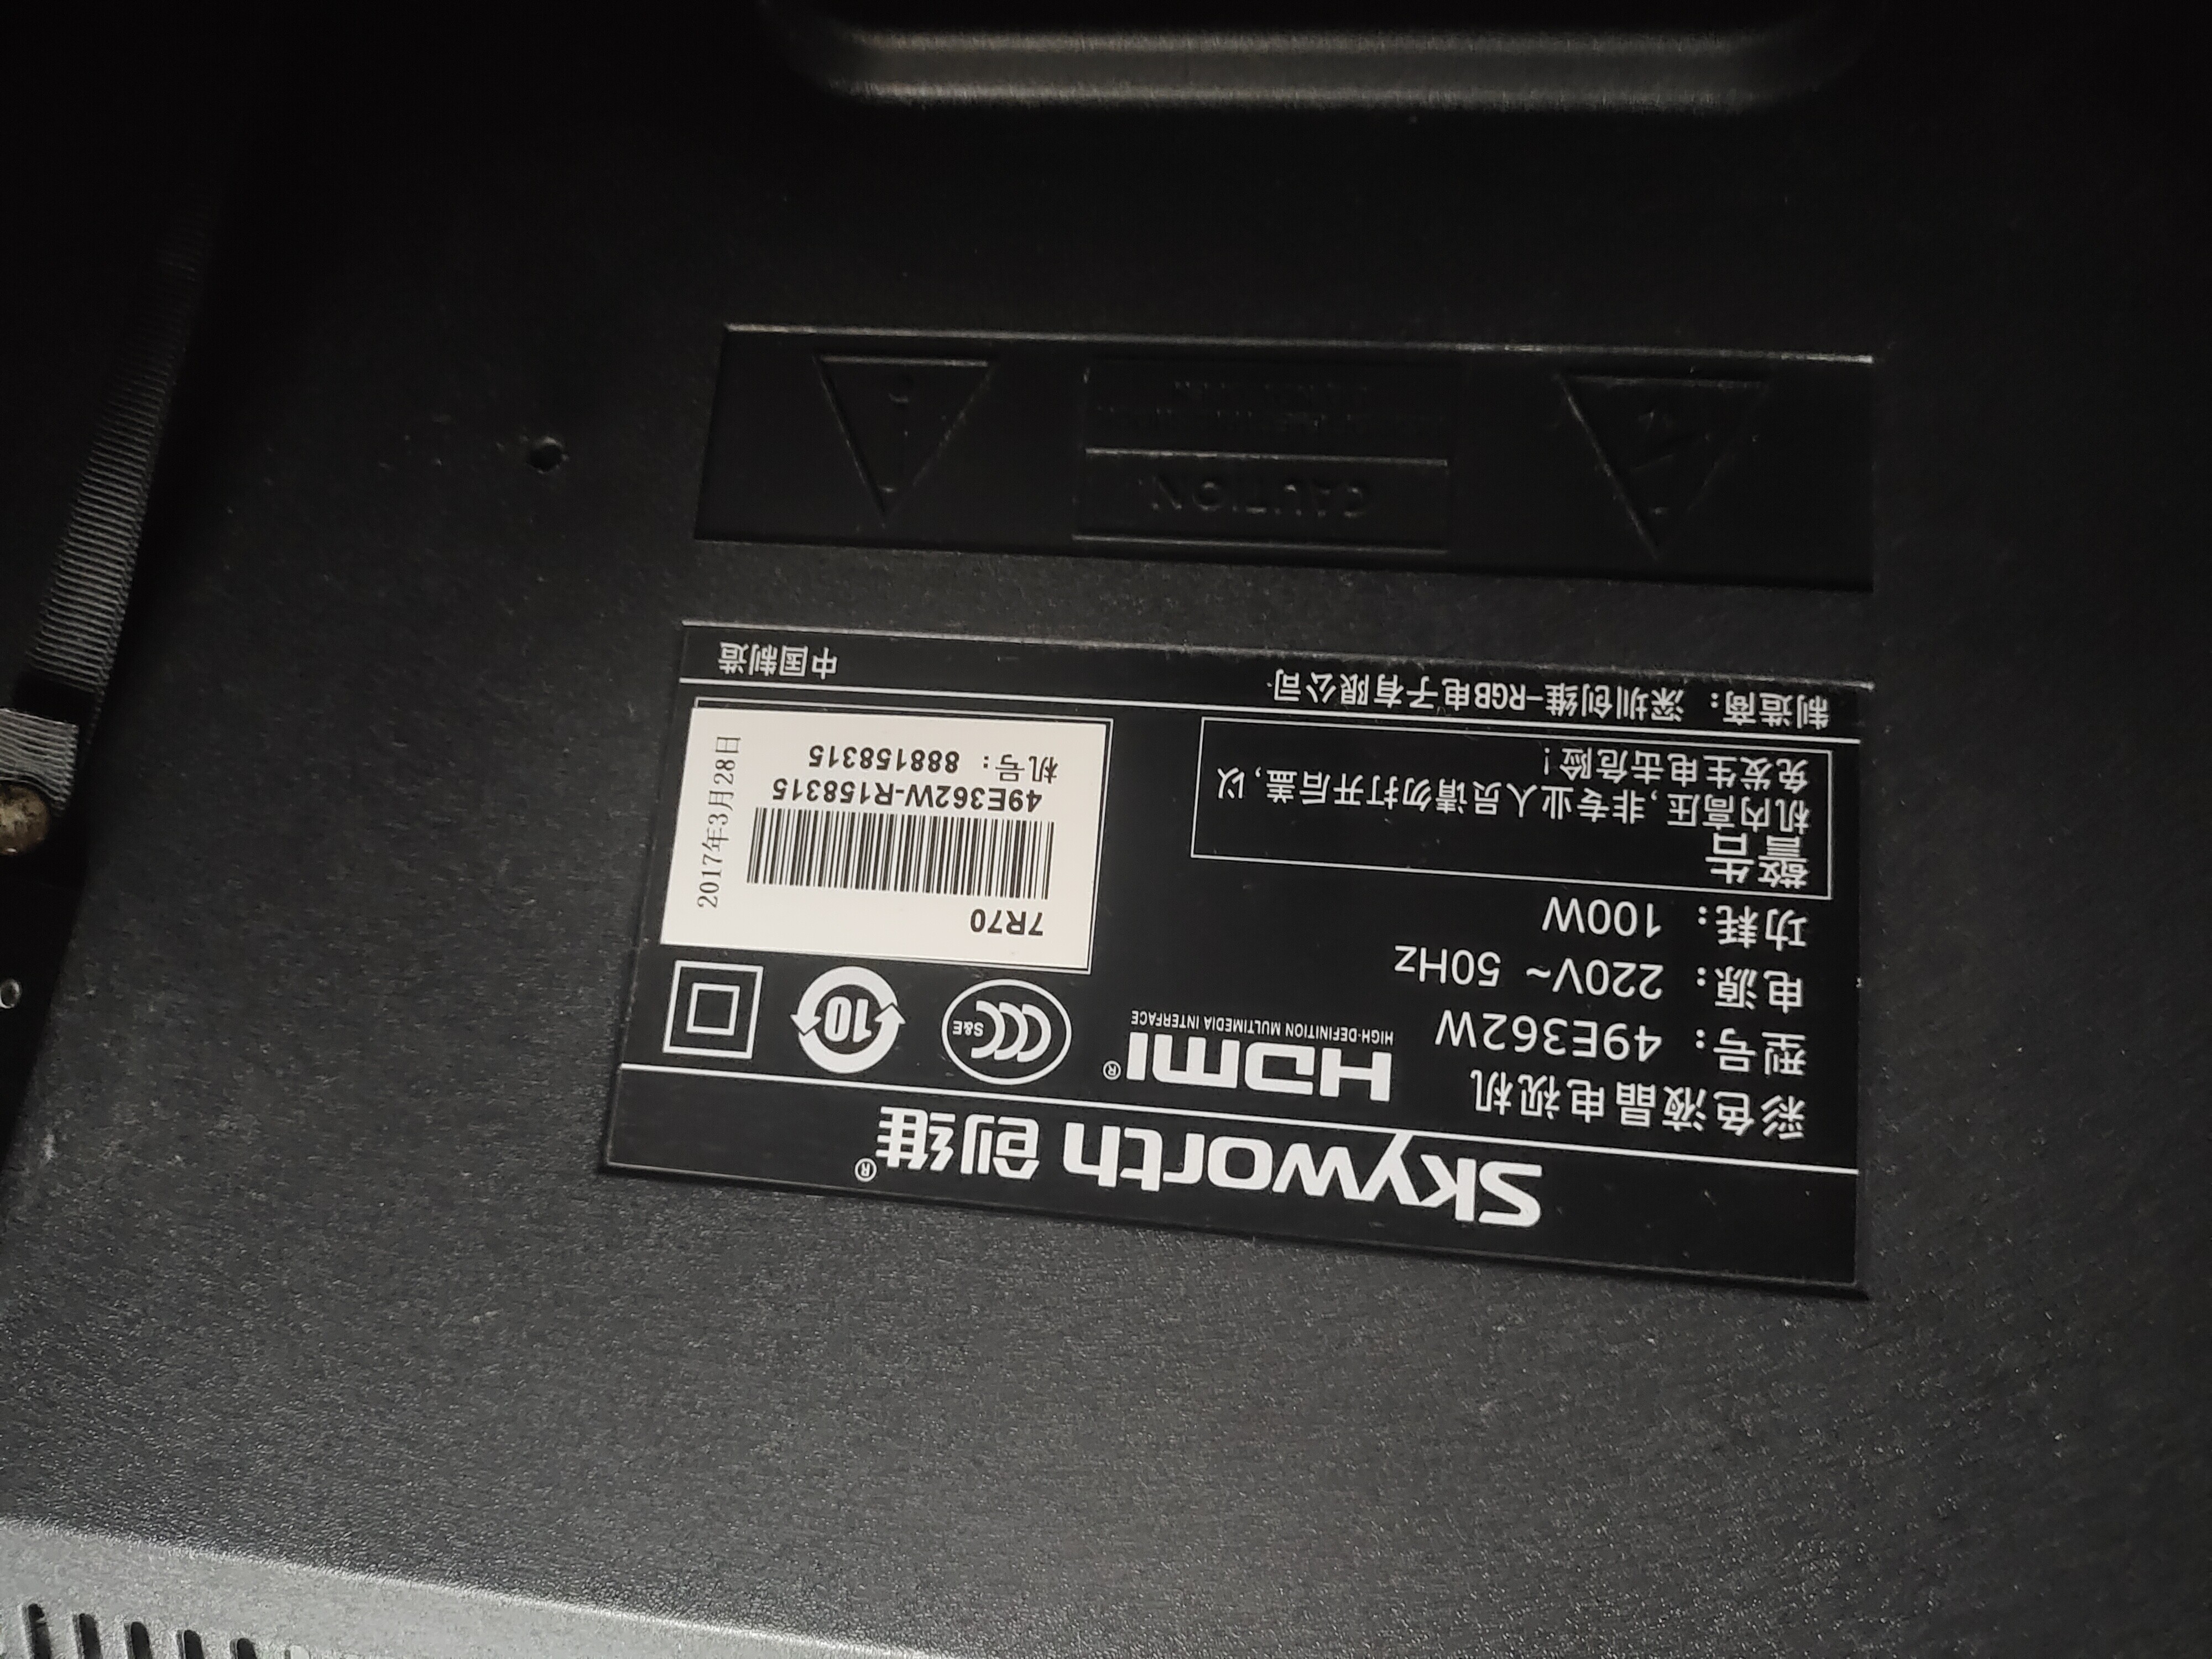 Skyworth 创维®
彩色液晶电视机
型号： 49E362W
电源： 220V~ 50Hz
功耗： 100W
HDMI®
HIGH-DEFINITION MULTIMEDIA INTERFACE
CCC S&E
10
警告
机内高压,非专业人员请勿打开后盖,以
免发生电击危险!
7R70
49E362W-R158315
机号： 888158315
2017年3月28日
制造商： 深圳创维-RGB电子有限公司
中国制造
CAUTION